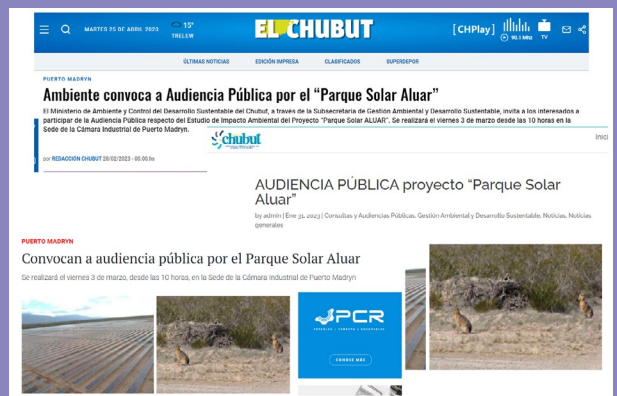 MARTES 25 DE ABRIL 2023
15°
TRELEW
EL CHUBUT
[CHPlay]
90.1 Mhz
TV
ÚLTIMAS NOTICIAS EDICIÓN IMPRESA CLASIFICADOS SUPERDEPOR
PUERTO MADRYN
Ambiente convoca a Audiencia Pública por el “Parque Solar Aluar”
El Ministerio de Ambiente y Control del Desarrollo Sustentable del Chubut, a través de la Subsecretaría de Gestión Ambiental y Desarrollo Sustentable, invita a los interesados a
participar de la Audiencia Pública respecto del Estudio de Impacto Ambiental del Proyecto “Parque Solar ALUAR”. Se realizará el viernes 3 de marzo desde las 10 horas en la
Sede de la Cámara Industrial de Puerto Madryn.
chubut
Inici
por REDACCIÓN CHUBUT 28/02/2023 - 05.00.hs
AUDIENCIA PÚBLICA proyecto “Parque Solar
Aluar”
by admin | Ene 31, 2023 | Consultas y Audiencias Públicas, Gestión Ambiental y Desarrollo Sustentable, Noticias, Noticias
generales
PUERTO MADRYN
Convocan a audiencia pública por el Parque Solar Aluar
Se realizará el viernes 3 de marzo, desde las 10 horas, en la Sede de la Cámara Industrial de Puerto Madryn
PCR
CONOCE MÁS